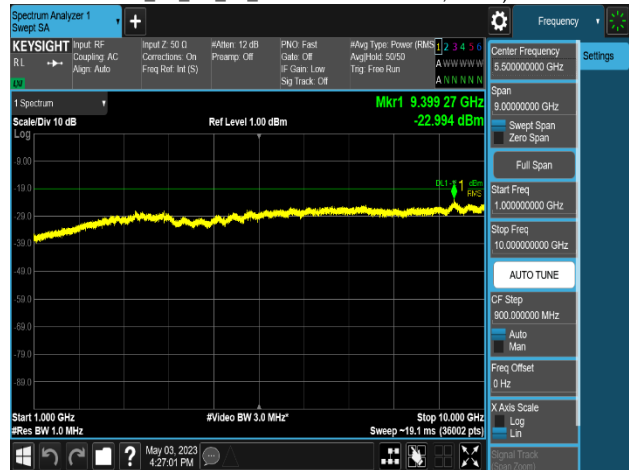 Spectrum Analyzer 1
Swept SA
Frequency
KEYSIGHT
RL
Input: RF
Coupling: AC
Align: Auto
Input Z: 50 Ω
Corrections: On
Freq Ref: Int (S)
#Atten: 12 dB
Preamp: Off
PNO: Fast
Gate: Off
IF Gain: Low
Sig Track: Off
#Avg Type: Power (RMS
Avg|Hold: 50/50
Trig: Free Run
1 2 3 4 5 6
A W W W W W
A N N N N N
1 Spectrum
Mkr1 9.399 27 GHz
-22.994 dBm
Scale/Div 10 dB
Ref Level 1.00 dBm
Log
-9.00
-19.0
-29.0
-39.0
-49.0
-59.0
-69.0
-79.0
-89.0
1
dBm
RMS
Start 1.000 GHz
#Video BW 3.0 MHz*
Stop 10.000 GHz
#Res BW 1.0 MHz
Sweep ~19.1 ms (36002 pts)
Center Frequency
5.500000000 GHz
Settings
Span
9.00000000 GHz
Swept Span
Zero Span
Full Span
Start Freq
1.000000000 GHz
Stop Freq
10.000000000 GHz
AUTO TUNE
CF Step
900.000000 MHz
Auto
Man
Freq Offset
0 Hz
X Axis Scale
Log
Lin
Signal Track
(Span Zoom)
?
May 03, 2023
4:27:01 PM